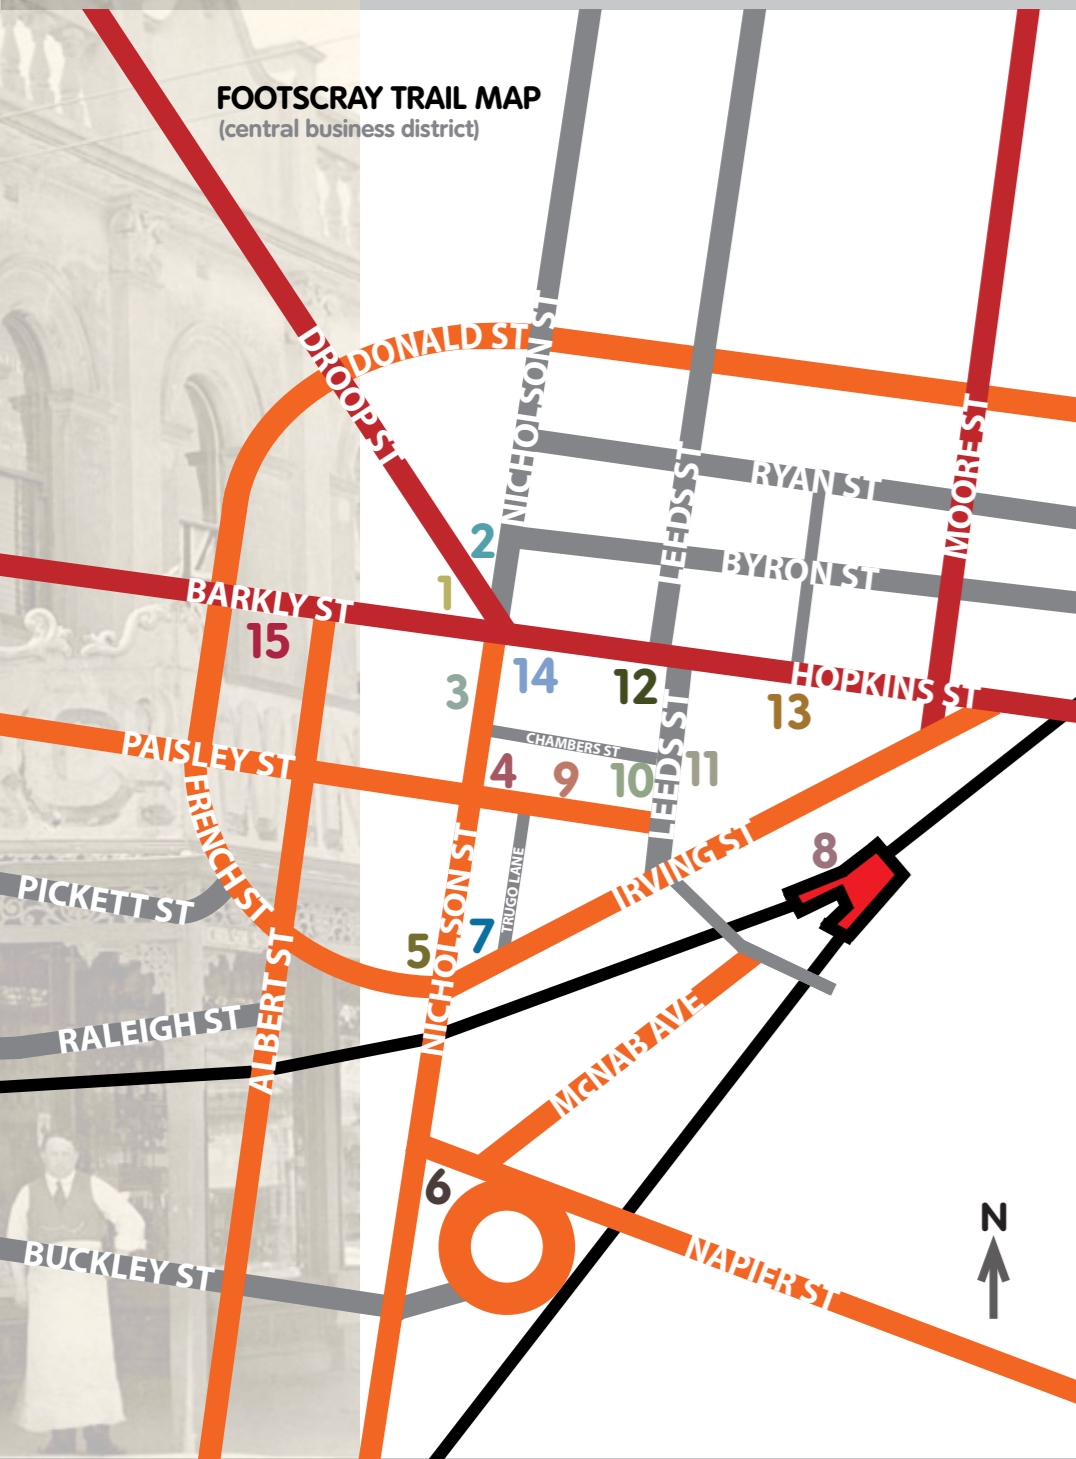 FOOTSCRAY TRAIL MAP
(central business district)
NICHOLSON ST
DROOP ST
DONALD ST
MOORE ST
LEEDS ST
RYAN ST
2
BYRON ST
1
BARKLY ST
15
3
14
12
HOPKINS ST
13
LEEDS ST
CHAMBERS ST
PAISLEY ST
4
9
10
11
FRENCH ST
NICHOLSON ST
TRUGO LANE
IRVING ST
8
PICKETT ST
5
7
ALBERT ST
RALEIGH ST
McNAB AVE
6
N
BUCKLEY ST
NAPIER ST